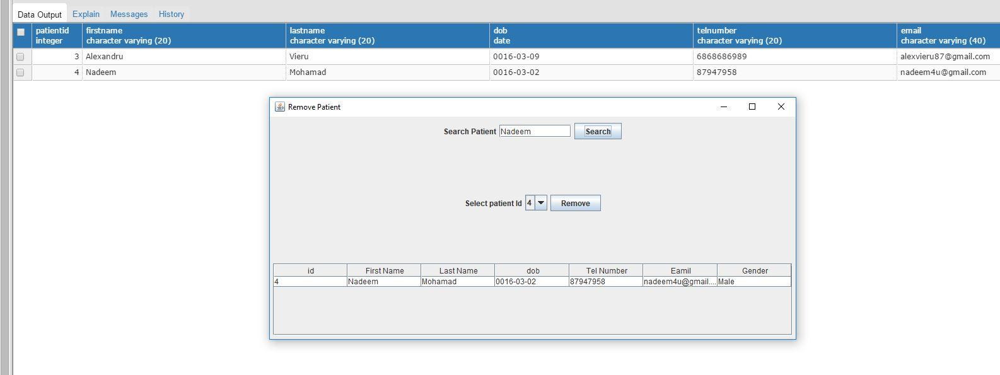 Data Output Explain Messages History
patientid firstname lastname dob telnumber email
integer character varying (20) character varying (20) date character varying (20) character varying (40)
3 Alexandru Vieru 0016-03-09 6868686989 alexvieru87@gmail.com
4 Nadeem Mohamad 0016-03-02 87947958 nadeem4u@gmail.com
Remove Patient
Search Patient Nadeem Search
Select patient Id 4 Remove
id First Name Last Name dob Tel Number Eamil Gender
4 Nadeem Mohamad 0016-03-02 87947958 nadeem4u@gmail.... Male